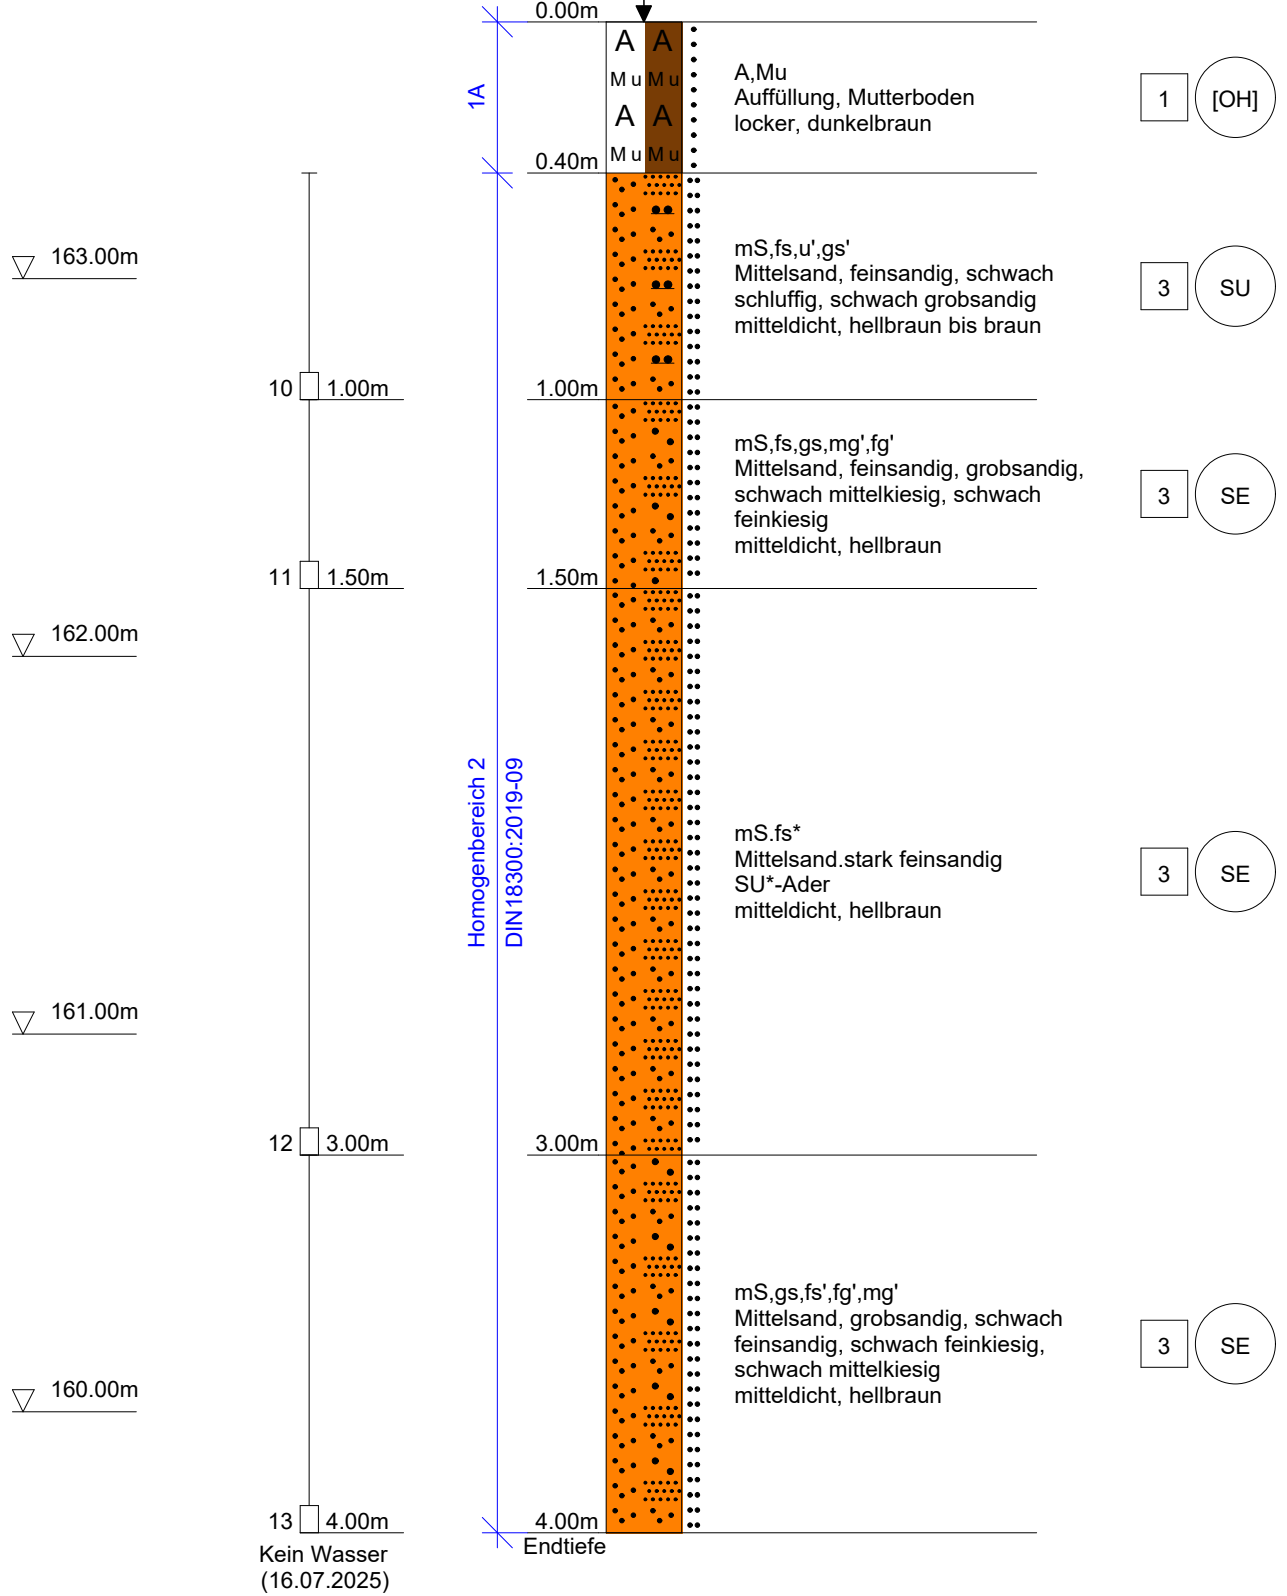 0.00m
A A
Mu Mu
A A
Mu Mu
1A
A,Mu
Auffüllung, Mutterboden
locker, dunkelbraun
1 [OH]
0.40m
163.00m
mS,fs,u',gs'
Mittelsand, feinsandig, schwach
schluffig, schwach grobsandig
mitteldicht, hellbraun bis braun
3 SU
10 1.00m
1.00m
mS,fs,gs,mg',fg'
Mittelsand, feinsandig, grobsandig,
schwach mittelkiesig, schwach
feinkiesig
mitteldicht, hellbraun
3 SE
11 1.50m
1.50m
162.00m
Homogenbereich 2
DIN18300:2019-09
mS.fs*
Mittelsand.stark feinsandig
SU*-Ader
mitteldicht, hellbraun
3 SE
161.00m
12 3.00m
3.00m
mS,gs,fs',fg',mg'
Mittelsand, grobsandig, schwach
feinsandig, schwach feinkiesig,
schwach mittelkiesig
mitteldicht, hellbraun
3 SE
160.00m
13 4.00m
4.00m
Endtiefe
Kein Wasser
(16.07.2025)